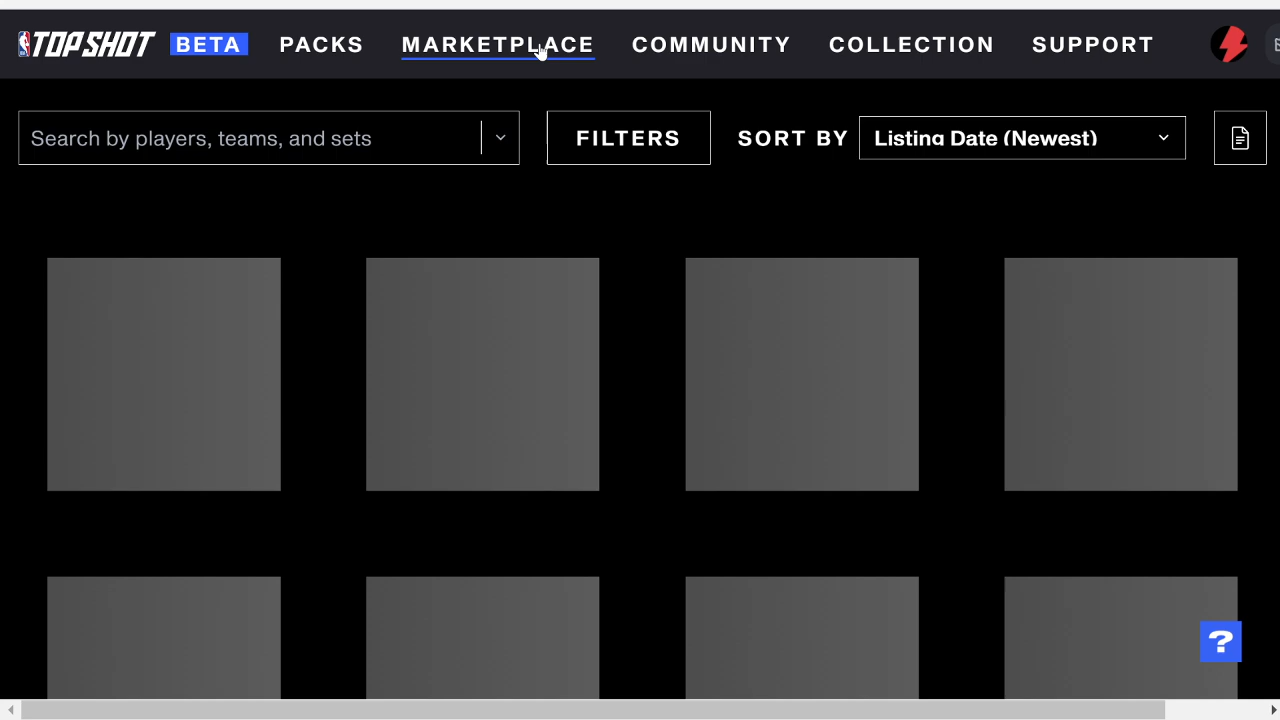 TOP SHOT BETA PACKS MARKETPLACE COMMUNITY COLLECTION SUPPORT
Search by players, teams, and sets FILTERS SORT BY Listing Date (Newest)
?